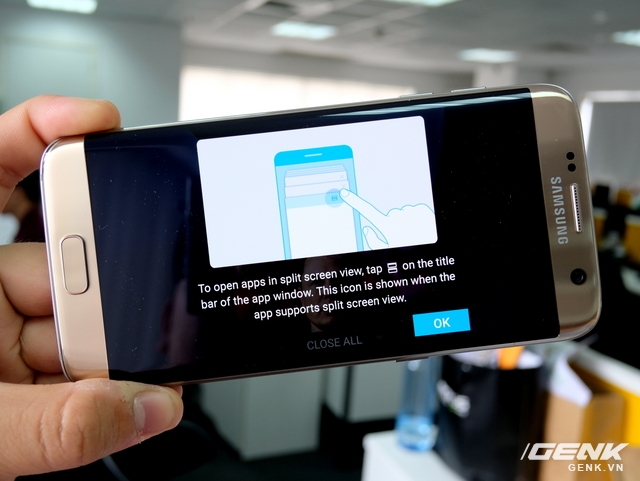 SAMSUNG
To open apps in split screen view, tap on the title
bar of the app window. This icon is shown when the
app supports split screen view.
OK
CLOSE ALL
GENK
GENK.VN